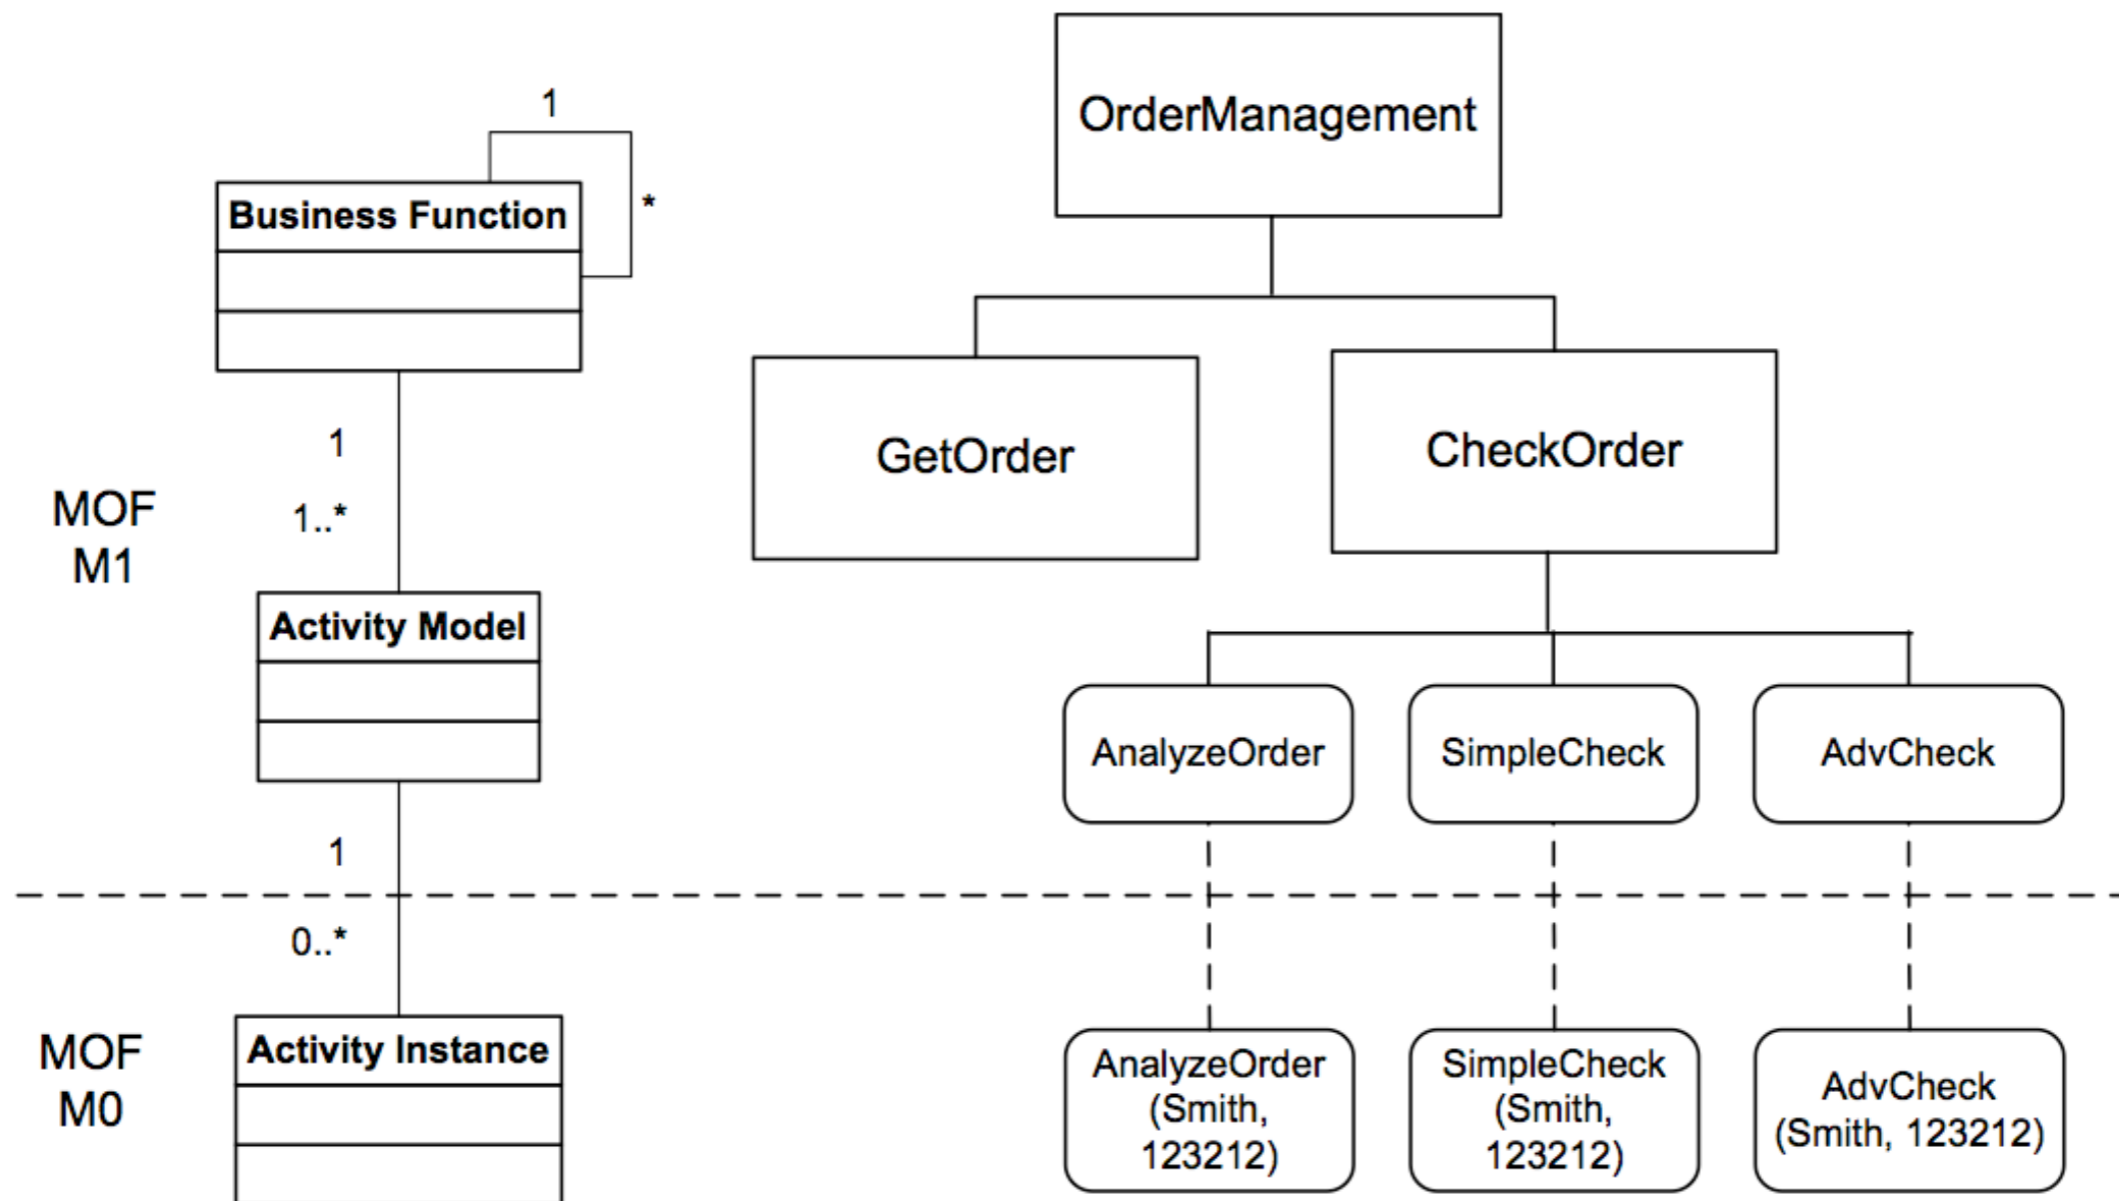 1
*
Business Function
1
1..*
MOF
M1
Activity Model
1
0..*
MOF
M0
Activity Instance
OrderManagement
GetOrder
CheckOrder
AnalyzeOrder
SimpleCheck
AdvCheck
AnalyzeOrder
(Smith,
123212)
SimpleCheck
(Smith,
123212)
AdvCheck
(Smith, 123212)